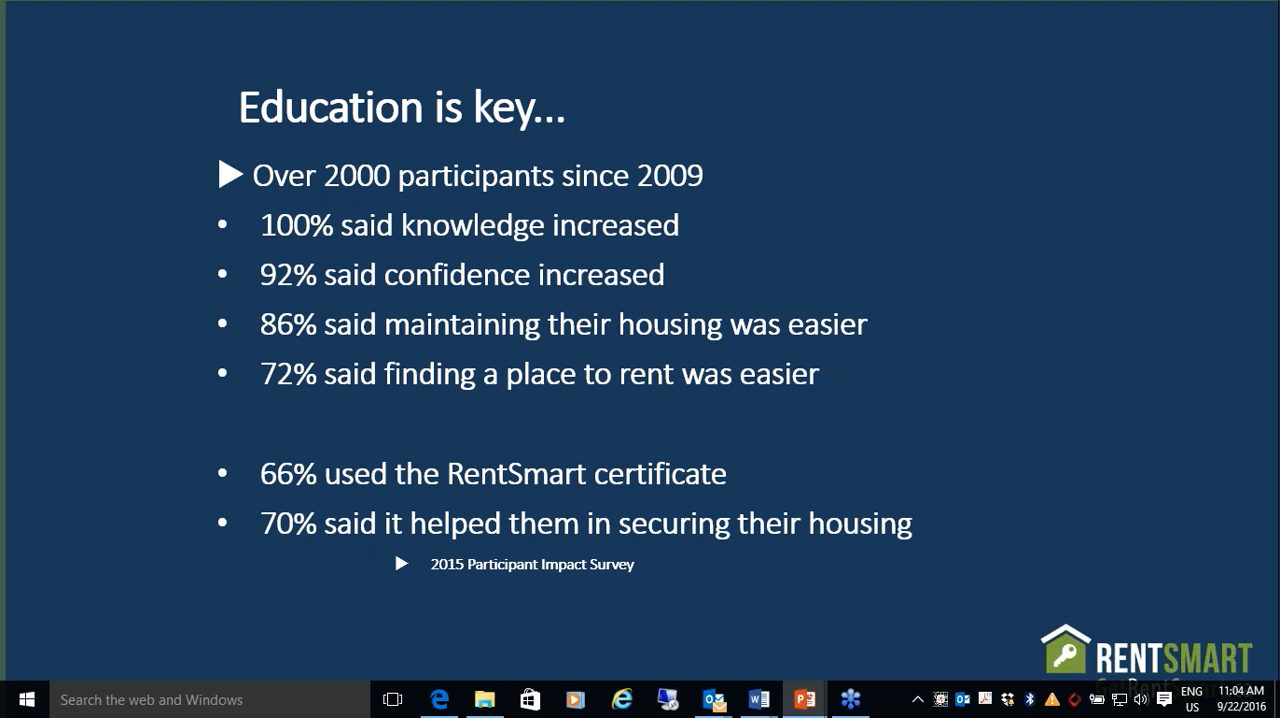 Education is key...
Over 2000 participants since 2009
100% said knowledge increased
92% said confidence increased
86% said maintaining their housing was easier
72% said finding a place to rent was easier
66% used the RentSmart certificate
70% said it helped them in securing their housing
2015 Participant Impact Survey
RENTSMART
Search the web and Windows
ENG
US
11:04 AM
9/22/2016